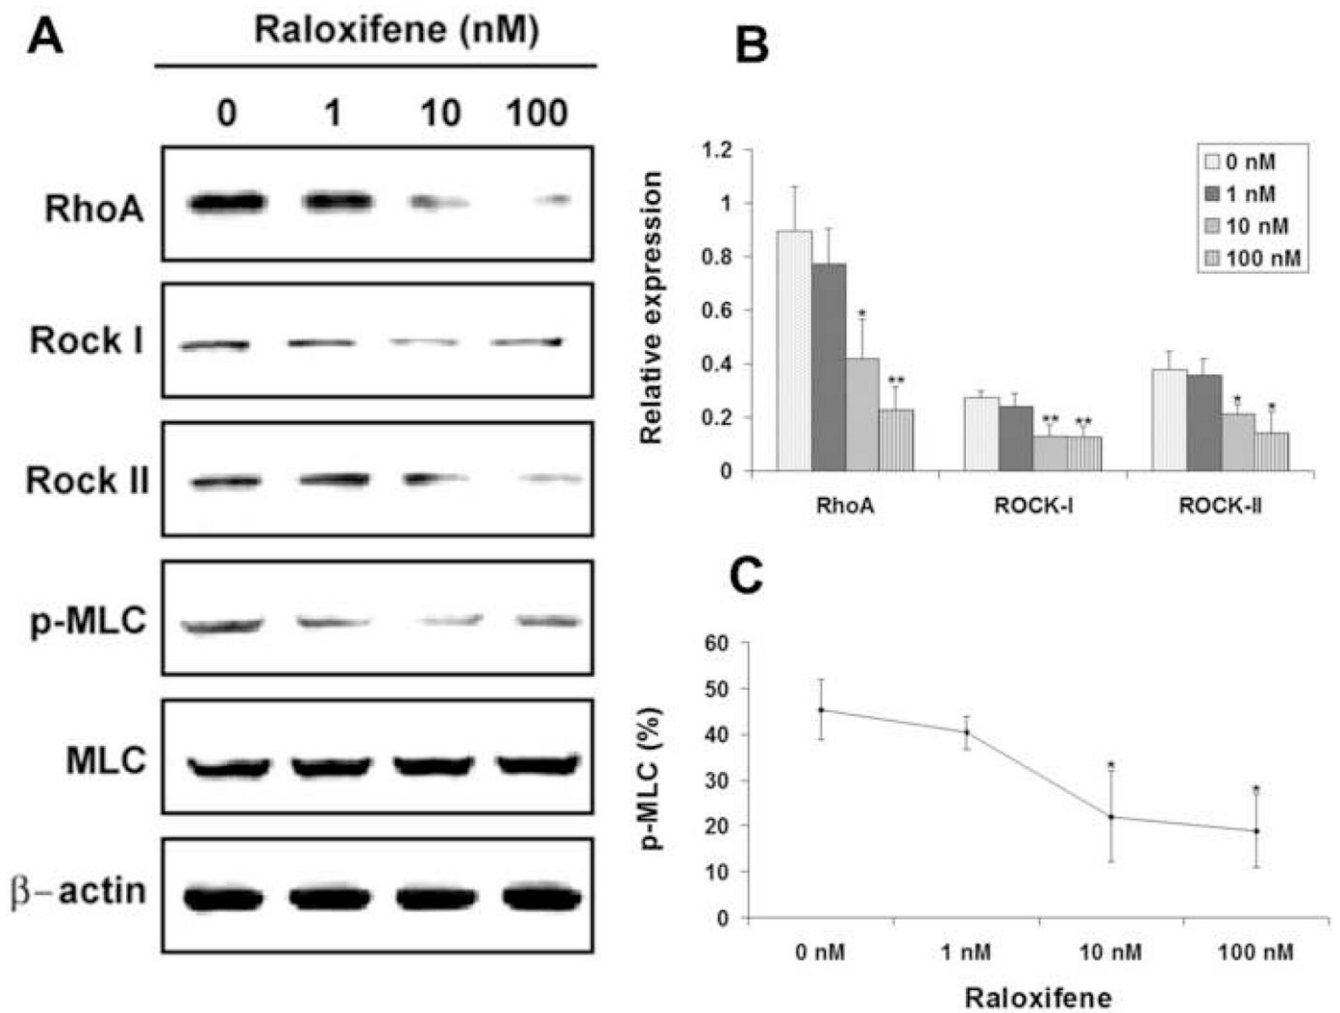 A
Raloxifene (nM)
0 1 10 100
RhoA
Rock I
Rock II
p-MLC
MLC
β-actin
B
Relative expression
1.2
1
0.8
0.6
0.4
0.2
0
* ** ** ** * *
0 nM
1 nM
10 nM
100 nM
RhoA ROCK-I ROCK-II
C
p-MLC (%)
60
50
40
30
20
10
0
* *
0 nM 1 nM 10 nM 100 nM
Raloxifene